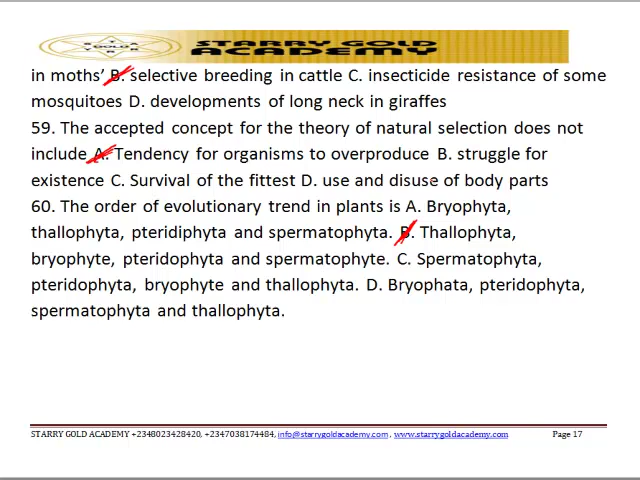 STARRY GOLD
ACADEMY
in moths’ B. selective breeding in cattle C. insecticide resistance of some
mosquitoes D. developments of long neck in giraffes
59. The accepted concept for the theory of natural selection does not
include A. Tendency for organisms to overproduce B. struggle for
existence C. Survival of the fittest D. use and disuse of body parts
60. The order of evolutionary trend in plants is A. Bryophyta,
thallophyta, pteridiphyta and spermatophyta. B. Thallophyta,
bryophyte, pteridophyta and spermatophyte. C. Spermatophyta,
pteridophyta, bryophyte and thallophyta. D. Bryophata, pteridophyta,
spermatophyta and thallophyta.
STARRY GOLD ACADEMY +2348023428420, +2347038174484, info@starrygoldacademy.com, www.starrygoldacademy.com Page 17